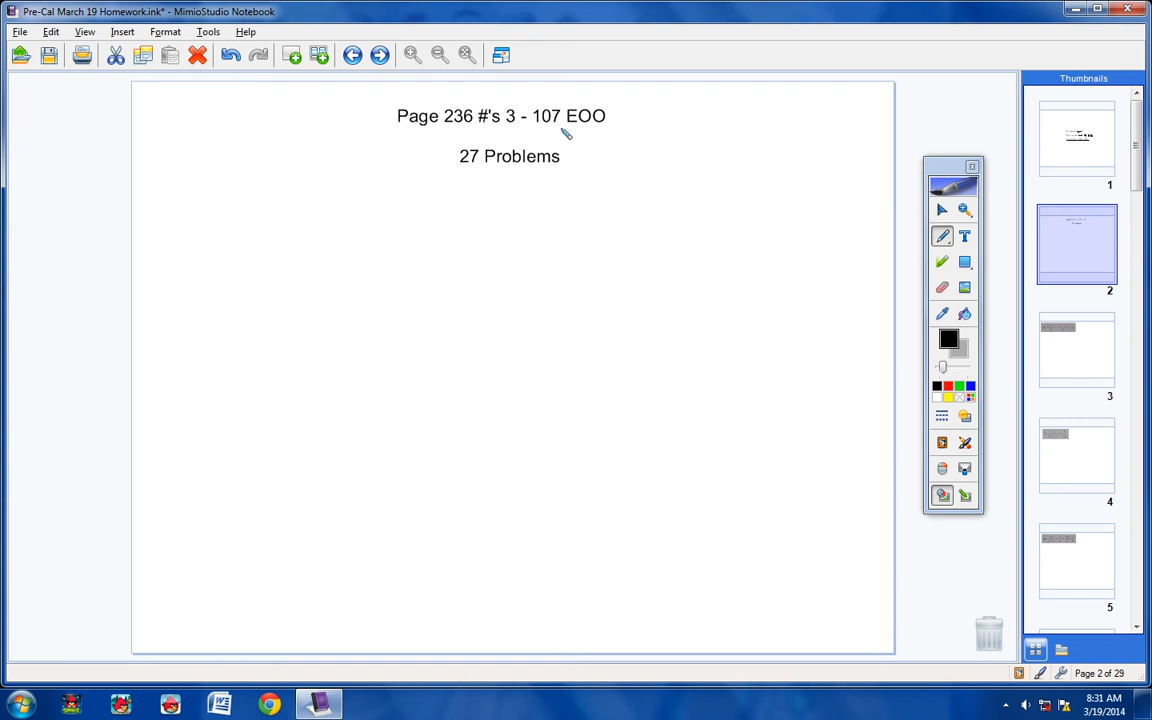 Pre-Cal March 19 Homework.ink* - MimioStudio Notebook
File Edit View Insert Format Tools Help
Page 236 #'s 3 - 107 EOO
27 Problems
Thumbnails
1
2
3
4
5
T
Page 2 of 29
8:31 AM
3/19/2014